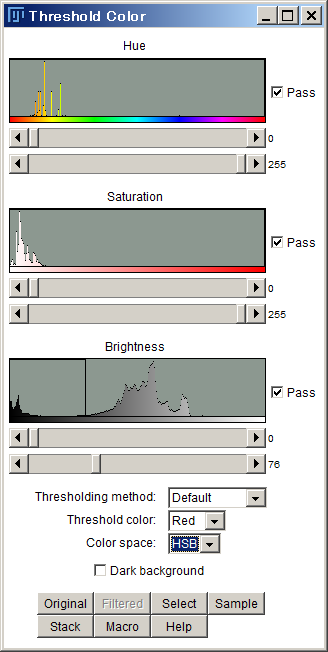 Threshold Color
Hue
Pass
0
255
Saturation
Pass
0
255
Brightness
Pass
0
76
Thresholding method: Default
Threshold color: Red
Color space: HSB
Dark background
Original Filtered Select Sample
Stack Macro Help